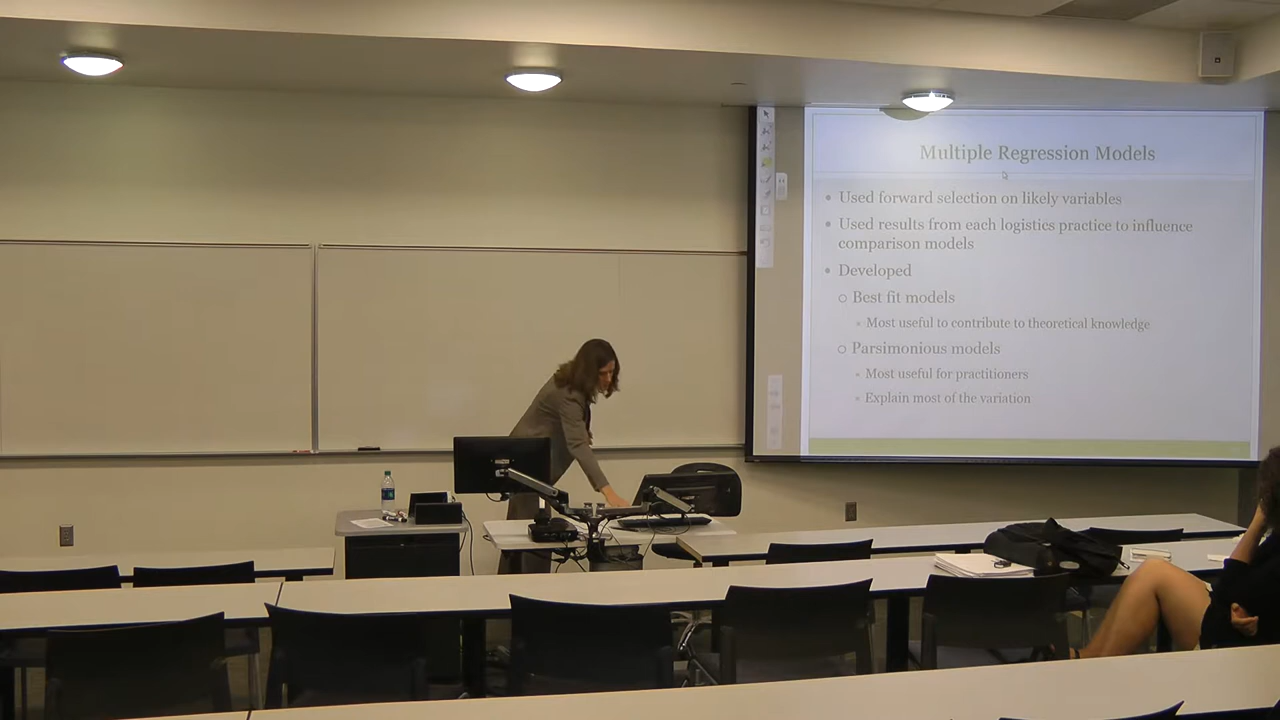 Multiple Regression Models
• Used forward selection on likely variables
• Used results from each logistics practice to influence
comparison models
• Developed
o Best fit models
▪ Most useful to contribute to theoretical knowledge
o Parsimonious models
▪ Most useful for practitioners
▪ Explain most of the variation